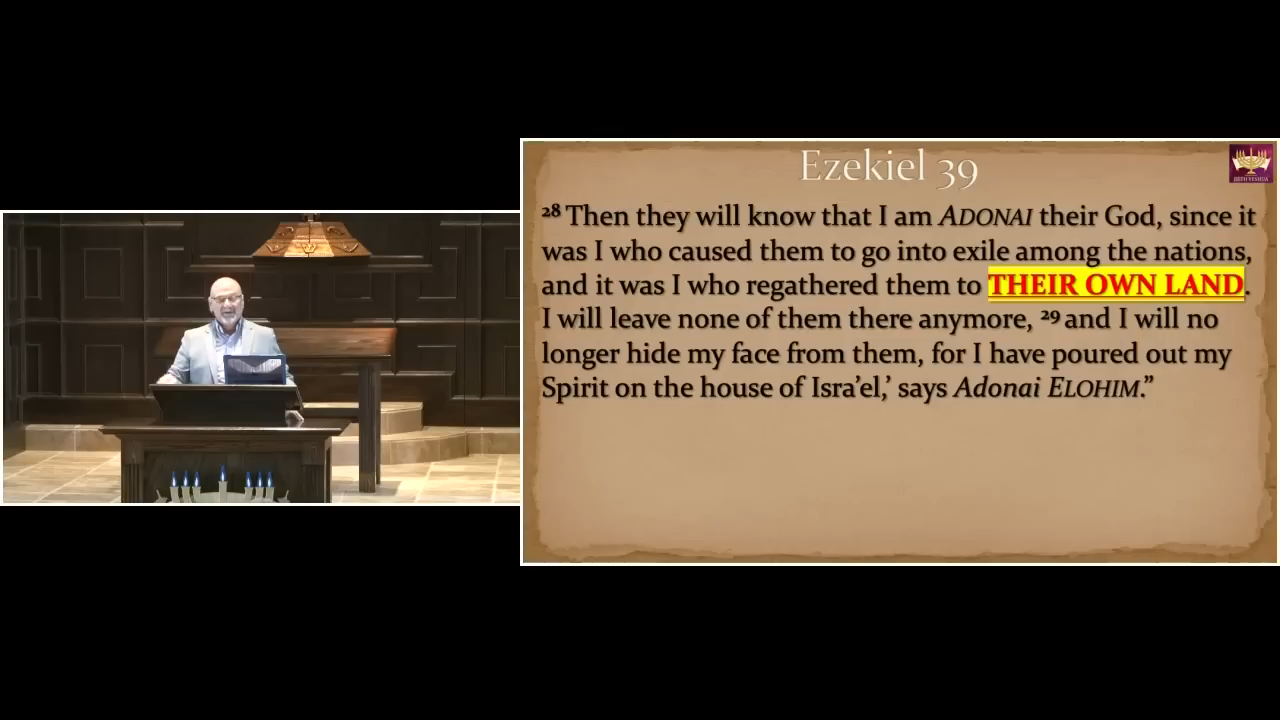 Ezekiel 39
28 Then they will know that I am ADONAI their God, since it
was I who caused them to go into exile among the nations,
and it was I who regathered them to THEIR OWN LAND.
I will leave none of them there anymore, 29 and I will no
longer hide my face from them, for I have poured out my
Spirit on the house of Isra’el,’ says Adonai ELOHIM.”
BETH YESHUA